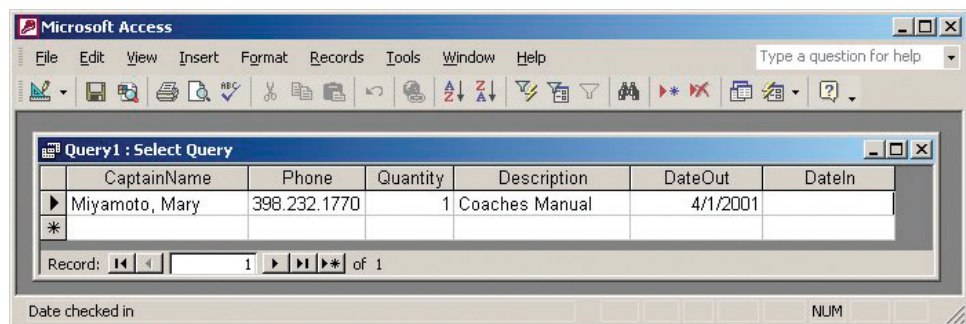 Microsoft Access
File Edit View Insert Format Records Tools Window Help Type a question for help
Query1 : Select Query
CaptainName Phone Quantity Description DateOut DateIn
Miyamoto, Mary 398.232.1770 1 Coaches Manual 4/1/2001
Record: 1 of 1
Date checked in NUM